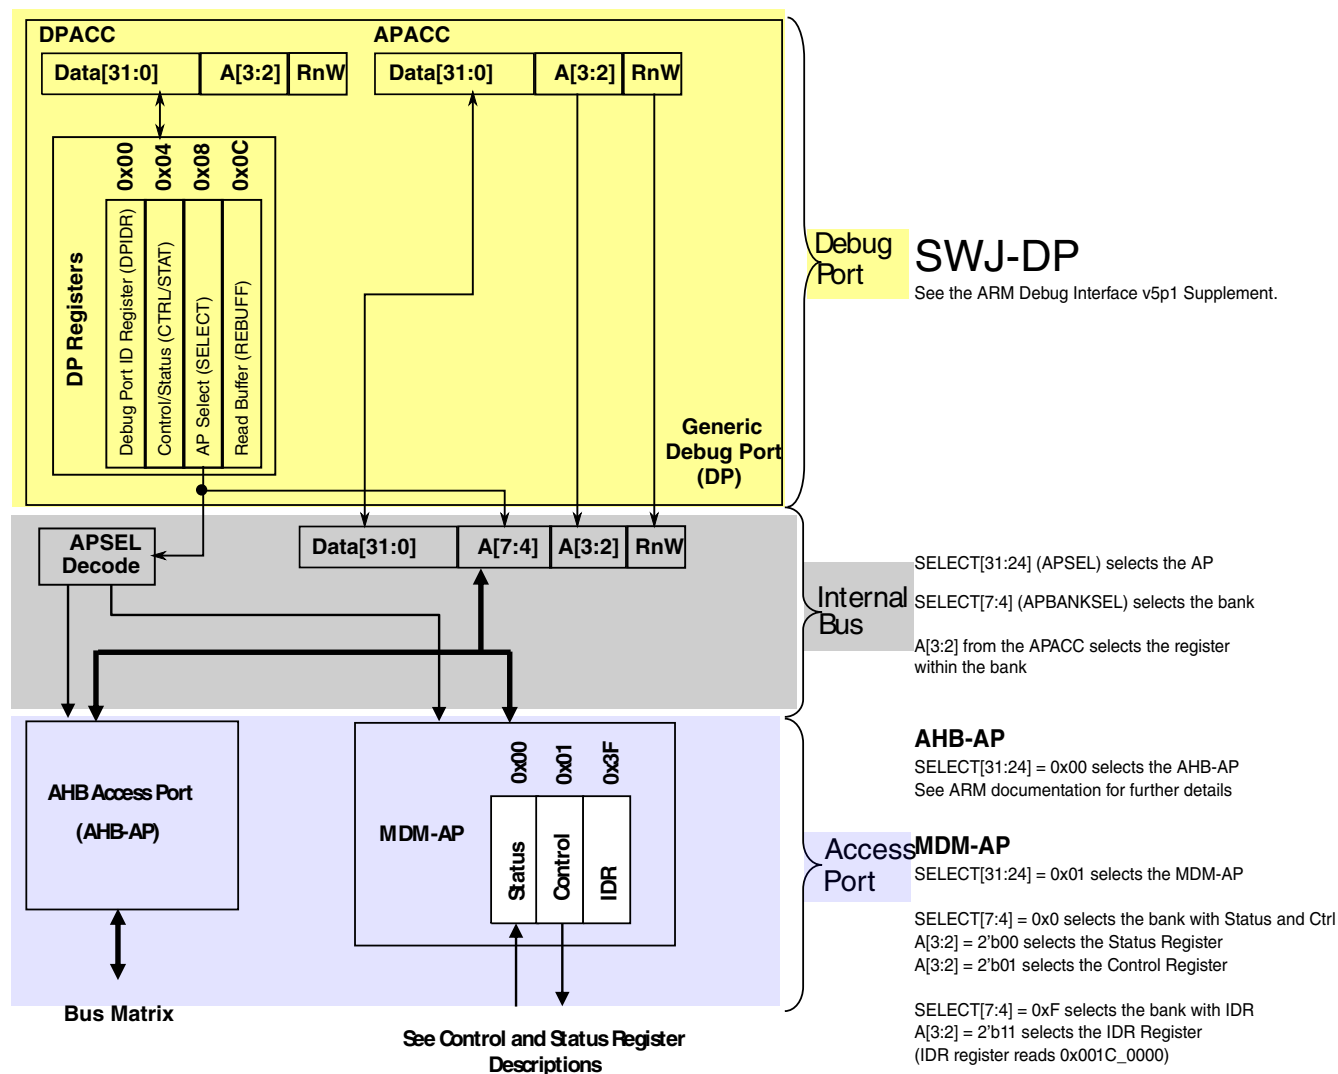 DPACC
APACC
Data[31:0] A[3:2] RnW
Data[31:0] A[3:2] RnW
0x00
0x04
0x08
0x0C
DP Registers
Debug Port ID Register (DPIDR)
Control/Status (CTRL/STAT)
AP Select (SELECT)
Read Buffer (REBUFF)
Generic
Debug Port
(DP)
Debug
Port
SWJ-DP
See the ARM Debug Interface v5p1 Supplement.
APSEL
Decode
Data[31:0] A[7:4] A[3:2] RnW
Internal
Bus
SELECT[31:24] (APSEL) selects the AP
SELECT[7:4] (APBANKSEL) selects the bank
A[3:2] from the APACC selects the register
within the bank
AHB Access Port
(AHB-AP)
MDM-AP
0x00
0x01
0x3F
Status
Control
IDR
Bus Matrix
See Control and Status Register
Descriptions
Access
Port
AHB-AP
SELECT[31:24] = 0x00 selects the AHB-AP
See ARM documentation for further details
MDM-AP
SELECT[31:24] = 0x01 selects the MDM-AP
SELECT[7:4] = 0x0 selects the bank with Status and Ctrl
A[3:2] = 2'b00 selects the Status Register
A[3:2] = 2'b01 selects the Control Register
SELECT[7:4] = 0xF selects the bank with IDR
A[3:2] = 2'b11 selects the IDR Register
(IDR register reads 0x001C_0000)